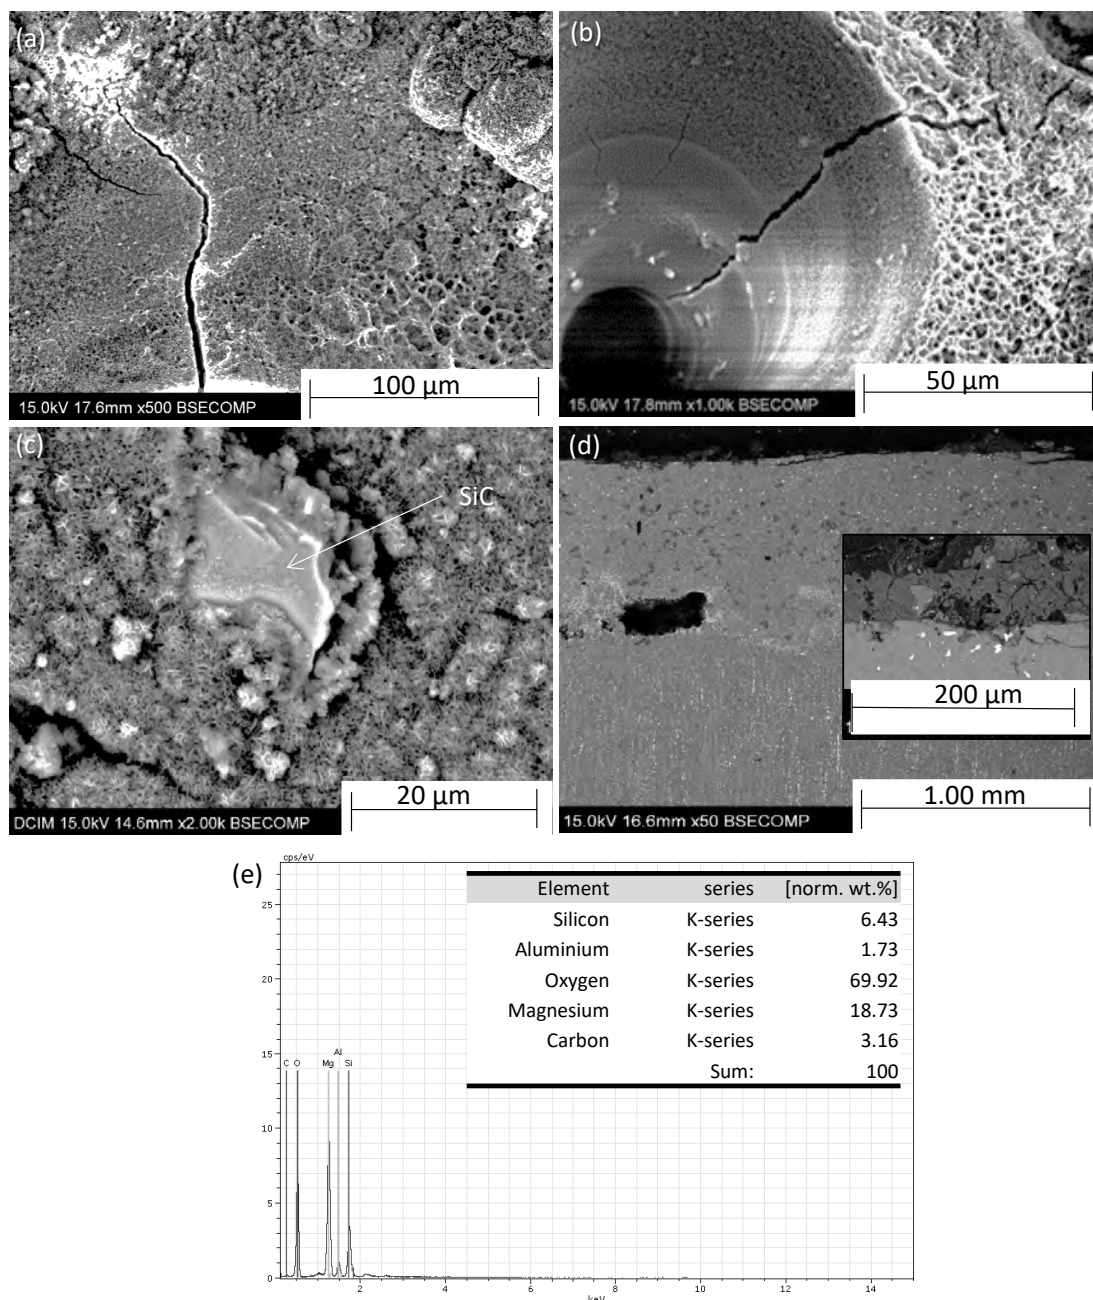 (a)
100 µm
15.0kV 17.6mm x500 BSECOMP
(b)
50 µm
15.0kV 17.8mm x1.00k BSECOMP
(c)
SiC
20 µm
DCIM 15.0kV 14.6mm x2.00k BSECOMP
(d)
200 µm
1.00 mm
15.0kV 16.6mm x50 BSECOMP
(e)
cps/eV
Element series [norm. wt.%]
Silicon K-series 6.43
Aluminium K-series 1.73
Oxygen K-series 69.92
Magnesium K-series 18.73
Carbon K-series 3.16
Sum: 100
25
20
15
10
5
0
C O Mg Al Si
2 4 6 8 10 12 14
keV